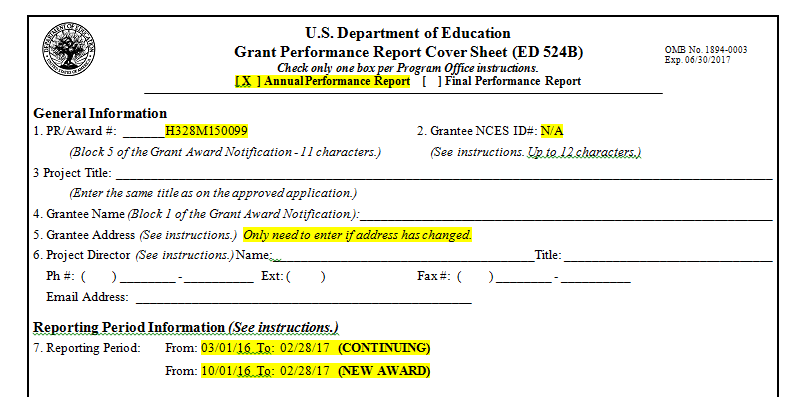 U.S. Department of Education
Grant Performance Report Cover Sheet (ED 524B)
Check only one box per Program Office instructions.
[ X ] Annual Performance Report [ ] Final Performance Report
OMB No. 1894-0003
Exp. 06/30/2017
General Information
1. PR/Award #: ______H328M150099
2. Grantee NCES ID#: N/A
(Block 5 of the Grant Award Notification - 11 characters.)
(See instructions. Up to 12 characters.)
3 Project Title: ____________________
(Enter the same title as on the approved application.)
4. Grantee Name (Block 1 of the Grant Award Notification.):____________________
5. Grantee Address (See instructions.) Only need to enter if address has changed.
6. Project Director (See instructions.) Name:____________________Title: ____________________
Ph #: ( ) ________ - __________ Ext: ( ) Fax #: ( ) ________ - __________
Email Address: ____________________
Reporting Period Information (See instructions.)
7. Reporting Period: From: 03/01/16 To: 02/28/17 (CONTINUING)
From: 10/01/16 To: 02/28/17 (NEW AWARD)